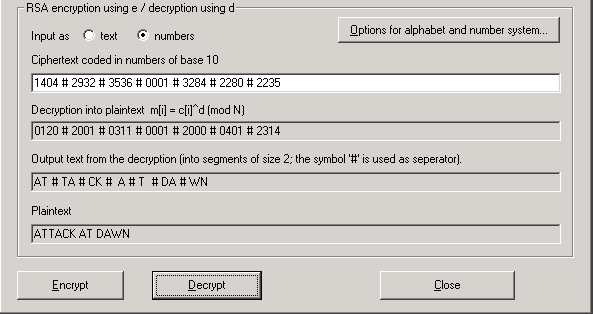 RSA encryption using e / decryption using d
Input as text numbers Options for alphabet and number system...
Ciphertext coded in numbers of base 10
1404 # 2932 # 3536 # 0001 # 3284 # 2280 # 2235
Decryption into plaintext m[i] = c[i]^d (mod N)
0120 # 2001 # 0311 # 0001 # 2000 # 0401 # 2314
Output text from the decryption (into segments of size 2; the symbol '#' is used as seperator).
AT # TA # CK # A # T # DA # WN
Plaintext
ATTACK AT DAWN
Encrypt Decrypt Close